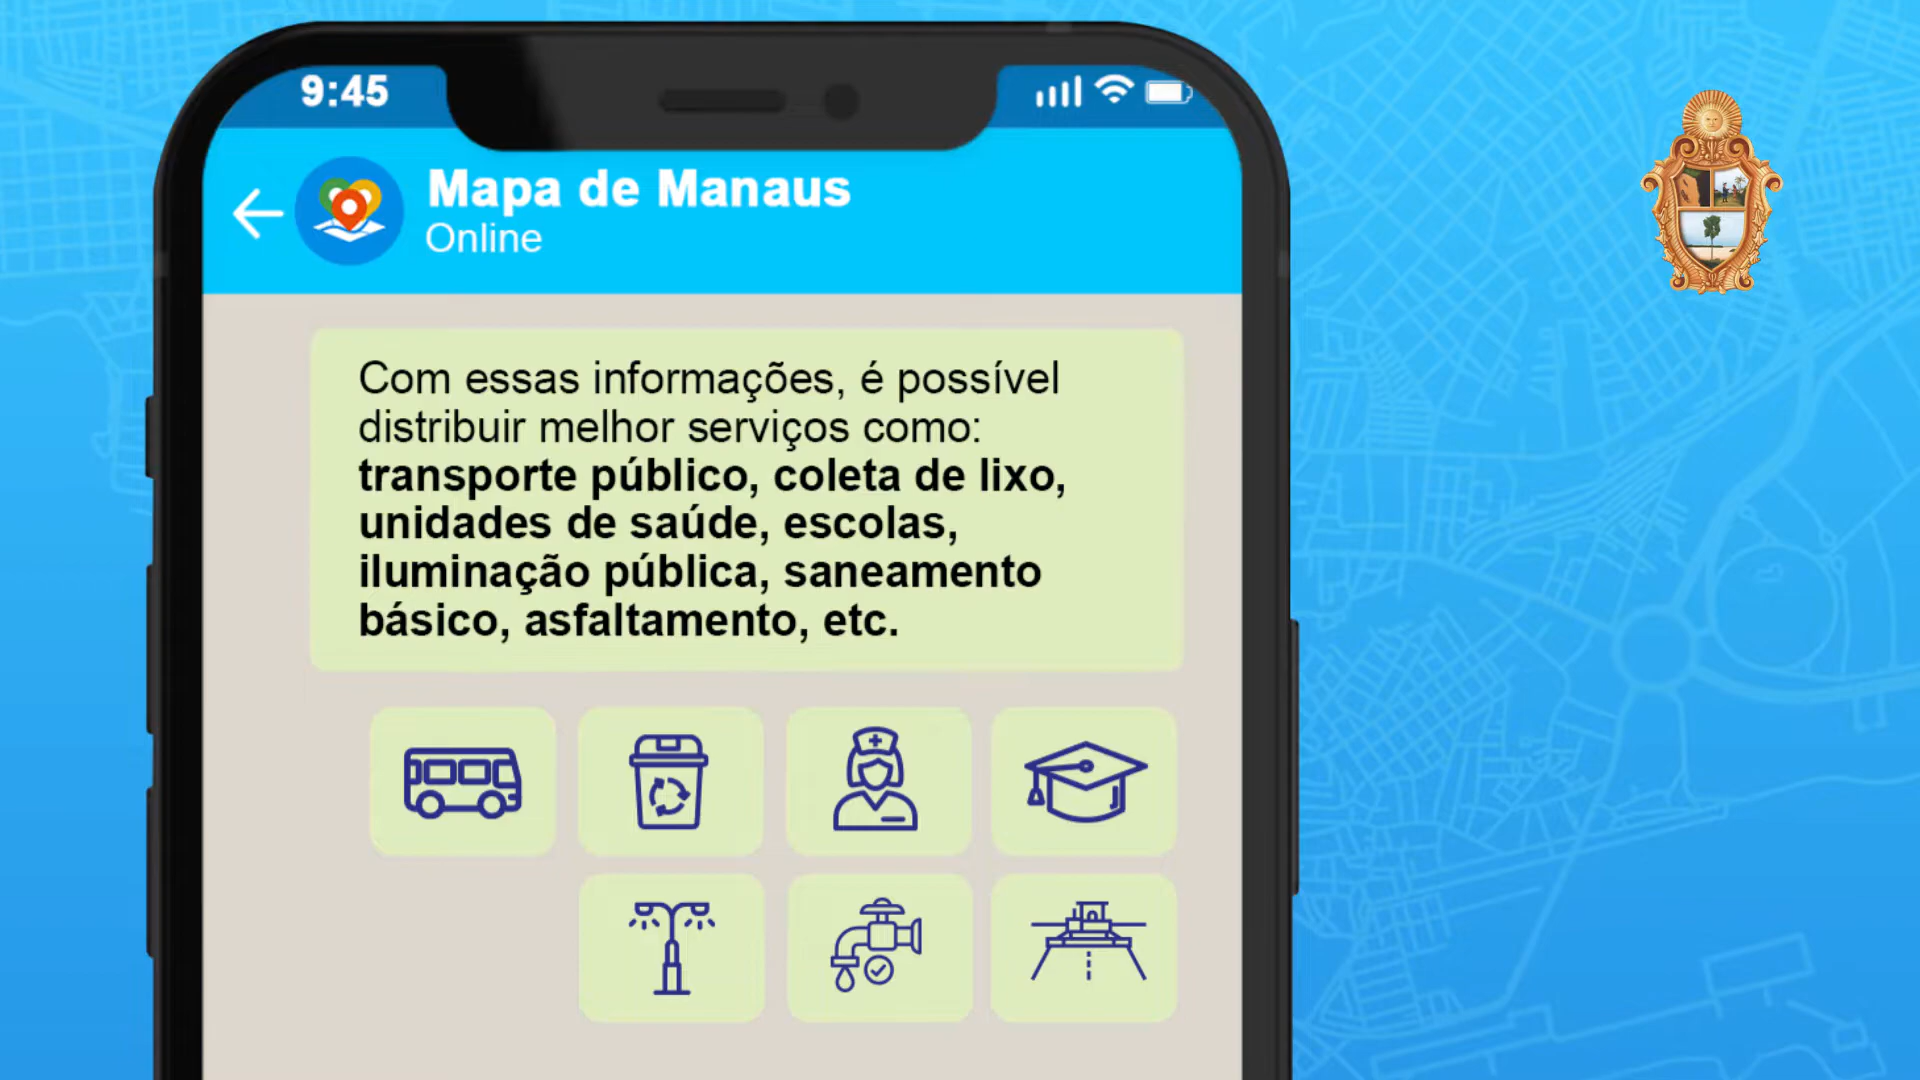 9:45
Mapa de Manaus
Online
Com essas informações, é possível
distribuir melhor serviços como:
transporte público, coleta de lixo,
unidades de saúde, escolas,
iluminação pública, saneamento
básico, asfaltamento, etc.